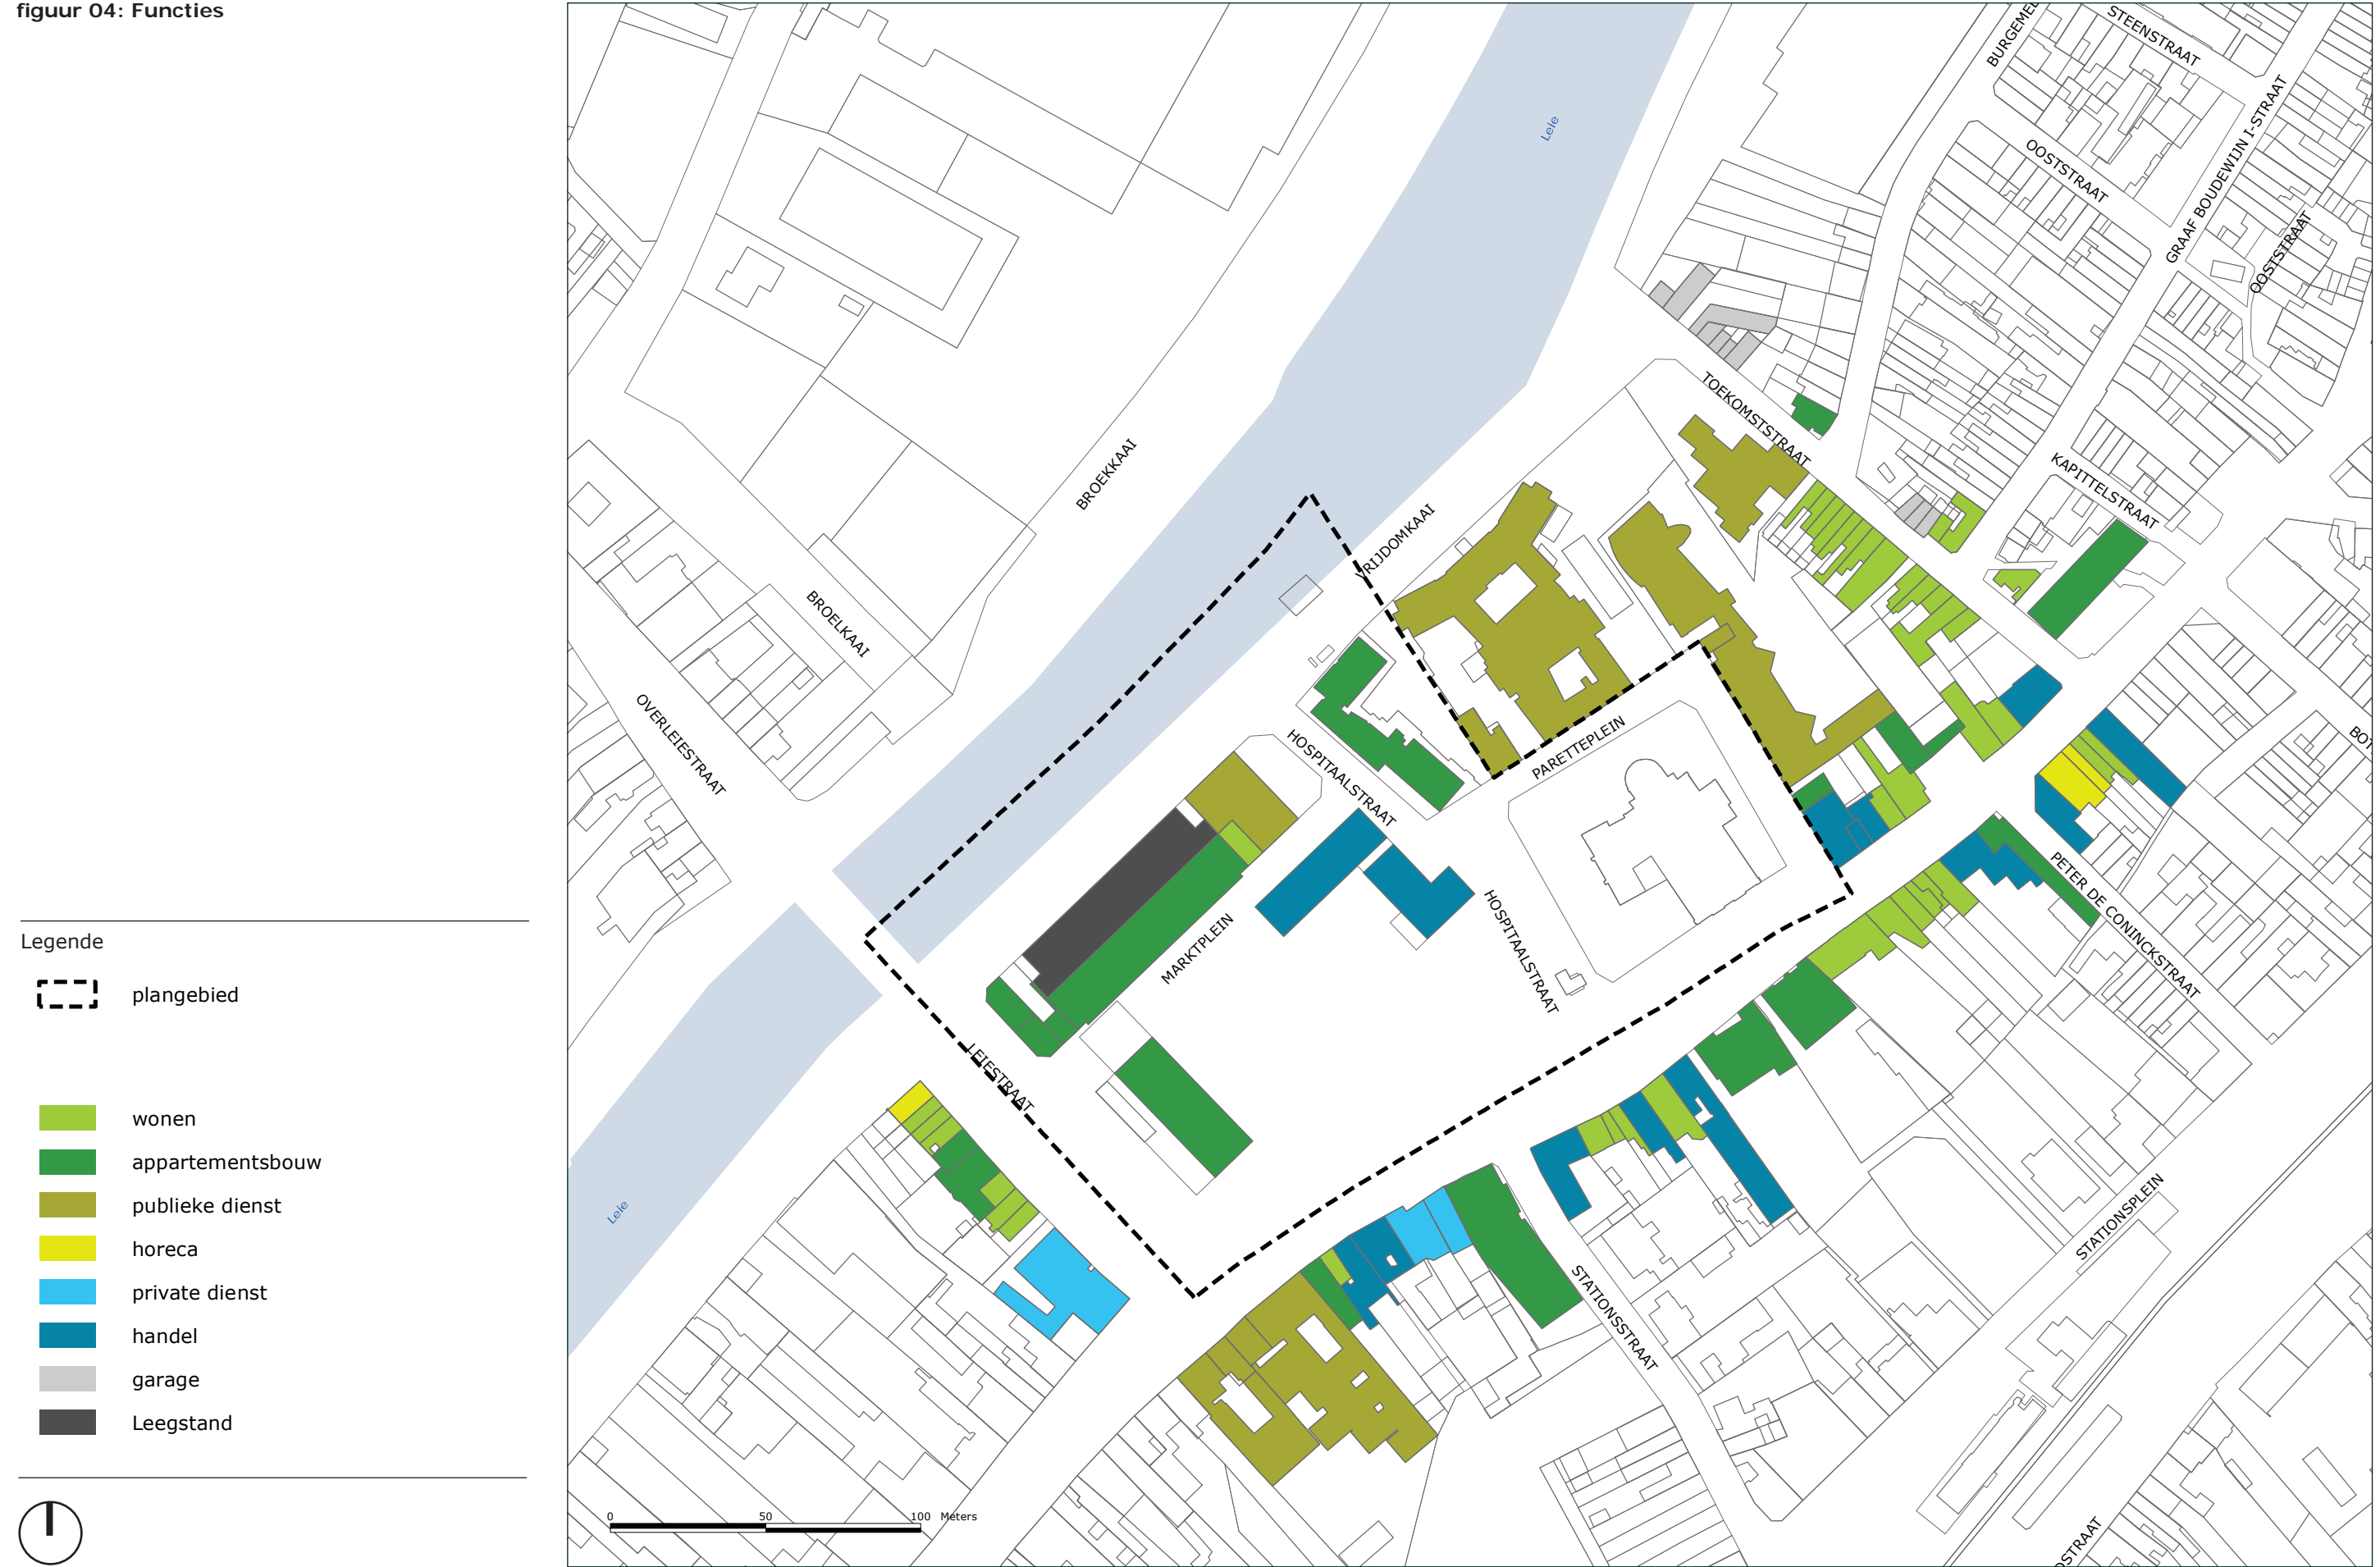 figuur 04: Functies
Legende
plangebied
wonen
appartementsbouw
publieke dienst
horeca
private dienst
handel
garage
Leegstand
STEENSTRAAT
OOSTSTRAAT
GRAAF BOUDEWIJN I-STRAAT
OOSTSTRAAT
Leie
TOEKOMSTSTRAAT
KAPITTELSTRAAT
BROEKKAAI
VRIJDOMKAAI
BROELKAAI
OVERLEIESTRAAT
HOSPITAALSTRAAT
PARETTEPLEIN
MARKTPLEIN
HOSPITAALSTRAAT
PETER DE CONINCKSTRAAT
LEIESTRAAT
Leie
STATIONSPLEIN
STATIONSSTRAAT
0 50 100 Meters